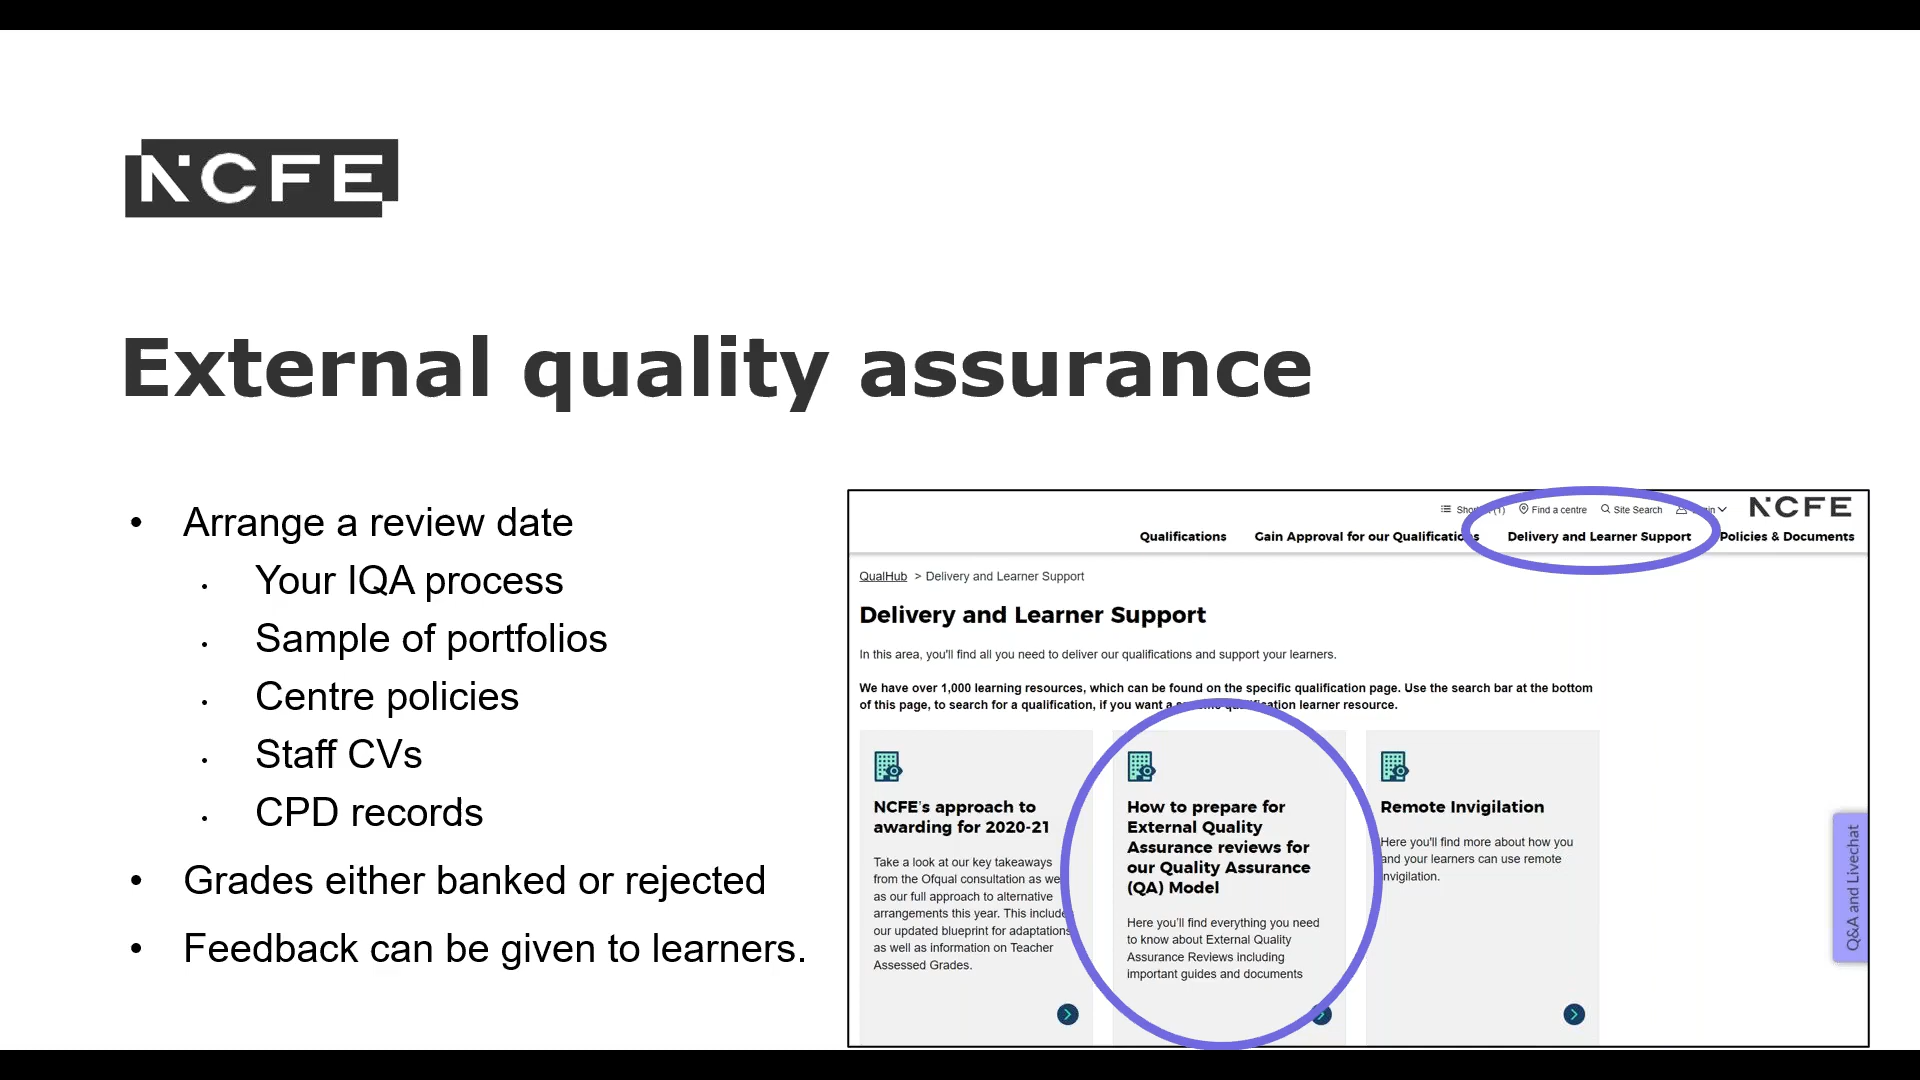 NCFE
External quality assurance
• Arrange a review date
• Your IQA process
• Sample of portfolios
• Centre policies
• Staff CVs
• CPD records
• Grades either banked or rejected
• Feedback can be given to learners.
Find a centre Site Search
NCFE
Qualifications Gain Approval for our Qualifications Delivery and Learner Support Policies & Documents
QualHub > Delivery and Learner Support
Delivery and Learner Support
In this area, you'll find all you need to deliver our qualifications and support your learners.
We have over 1,000 learning resources, which can be found on the specific qualification page. Use the search bar at the bottom
of this page, to search for a qualification, if you want a specific qualification learner resource.
NCFE's approach to
awarding for 2020-21
Take a look at our key takeaways
from the Ofqual consultation as well
as our full approach to alternative
arrangements this year. This includes
our updated blueprint for adaptations
as well as information on Teacher
Assessed Grades.
How to prepare for
External Quality
Assurance reviews for
our Quality Assurance
(QA) Model
Here you'll find everything you need
to know about External Quality
Assurance Reviews including
important guides and documents
Remote Invigilation
Here you'll find more about how you
and your learners can use remote
invigilation.
Q&A and Livechat